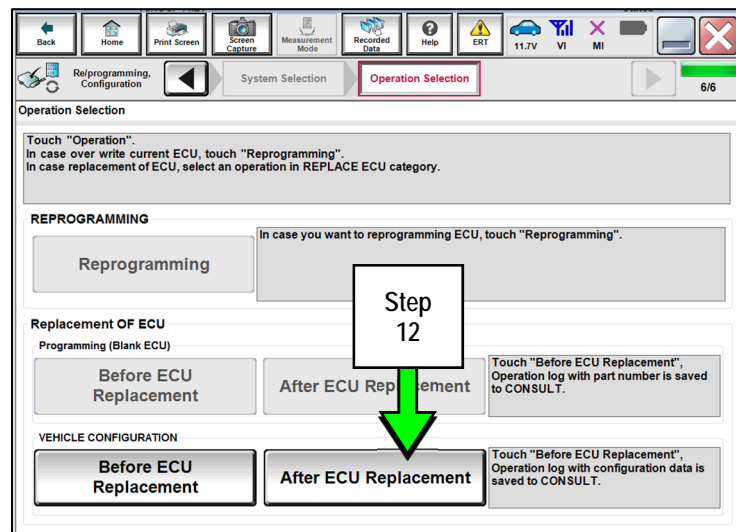 Back
Home
Print Screen
Screen
Capture
Measurement
Mode
Recorded
Data
Help
ERT
11.7V
VI
MI
Re/programming,
Configuration
System Selection
Operation Selection
6/6
Operation Selection
Touch "Operation".
In case over write current ECU, touch "Reprogramming".
In case replacement of ECU, select an operation in REPLACE ECU category.
REPROGRAMMING
Reprogramming
In case you want to reprogramming ECU, touch "Reprogramming".
Step
12
Replacement OF ECU
Programming (Blank ECU)
Before ECU
Replacement
After ECU Replacement
Touch "Before ECU Replacement",
Operation log with part number is saved
to CONSULT.
VEHICLE CONFIGURATION
Before ECU
Replacement
After ECU Replacement
Touch "Before ECU Replacement",
Operation log with configuration data is
saved to CONSULT.